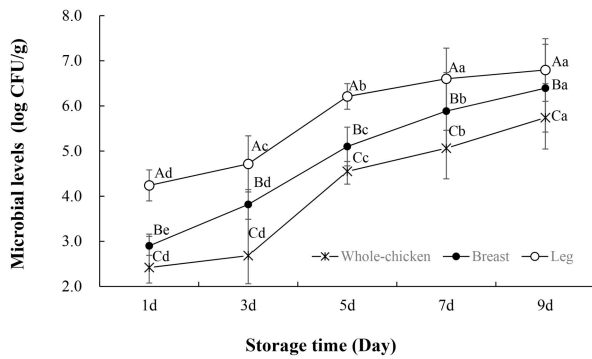 Microbial levels (log CFU/g)
8.0
7.0
6.0
5.0
4.0
3.0
2.0
Ad
Ac
Ab
Aa
Aa
Be
Bd
Bc
Bb
Ba
Cd
Cd
Cc
Cb
Ca
Whole-chicken Breast Leg
1d 3d 5d 7d 9d
Storage time (Day)